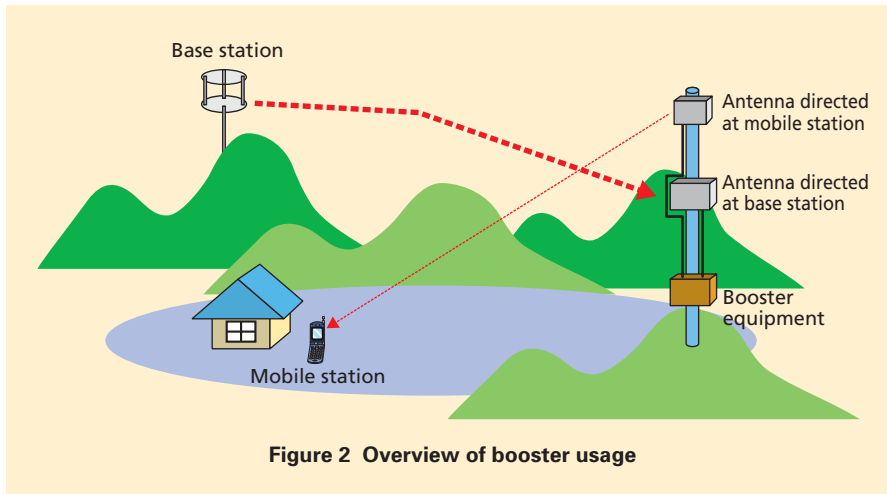 Base station
Antenna directed
at mobile station
Antenna directed
at base station
Booster
equipment
Mobile station
Figure 2 Overview of booster usage